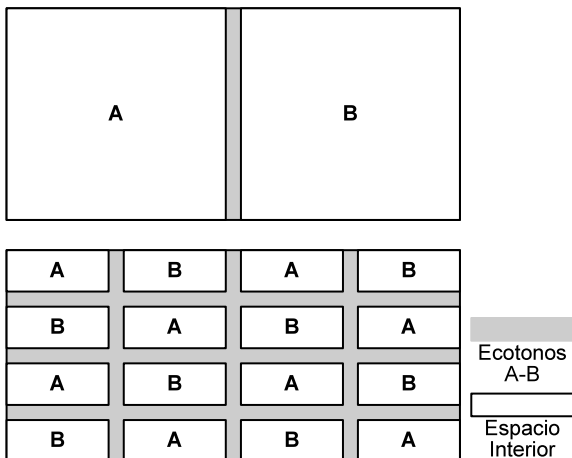 A B
A B A B
B A B A
A B A B
B A B A
Ecotonos
A-B
Espacio
Interior